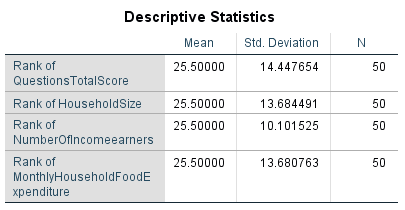 Descriptive Statistics
Mean Std. Deviation N
Rank of
QuestionsTotalScore 25.50000 14.447654 50
Rank of HouseholdSize 25.50000 13.684491 50
Rank of
NumberOfIncomeearners 25.50000 10.101525 50
Rank of
MonthlyHouseholdFoodE
xpenditure 25.50000 13.680763 50